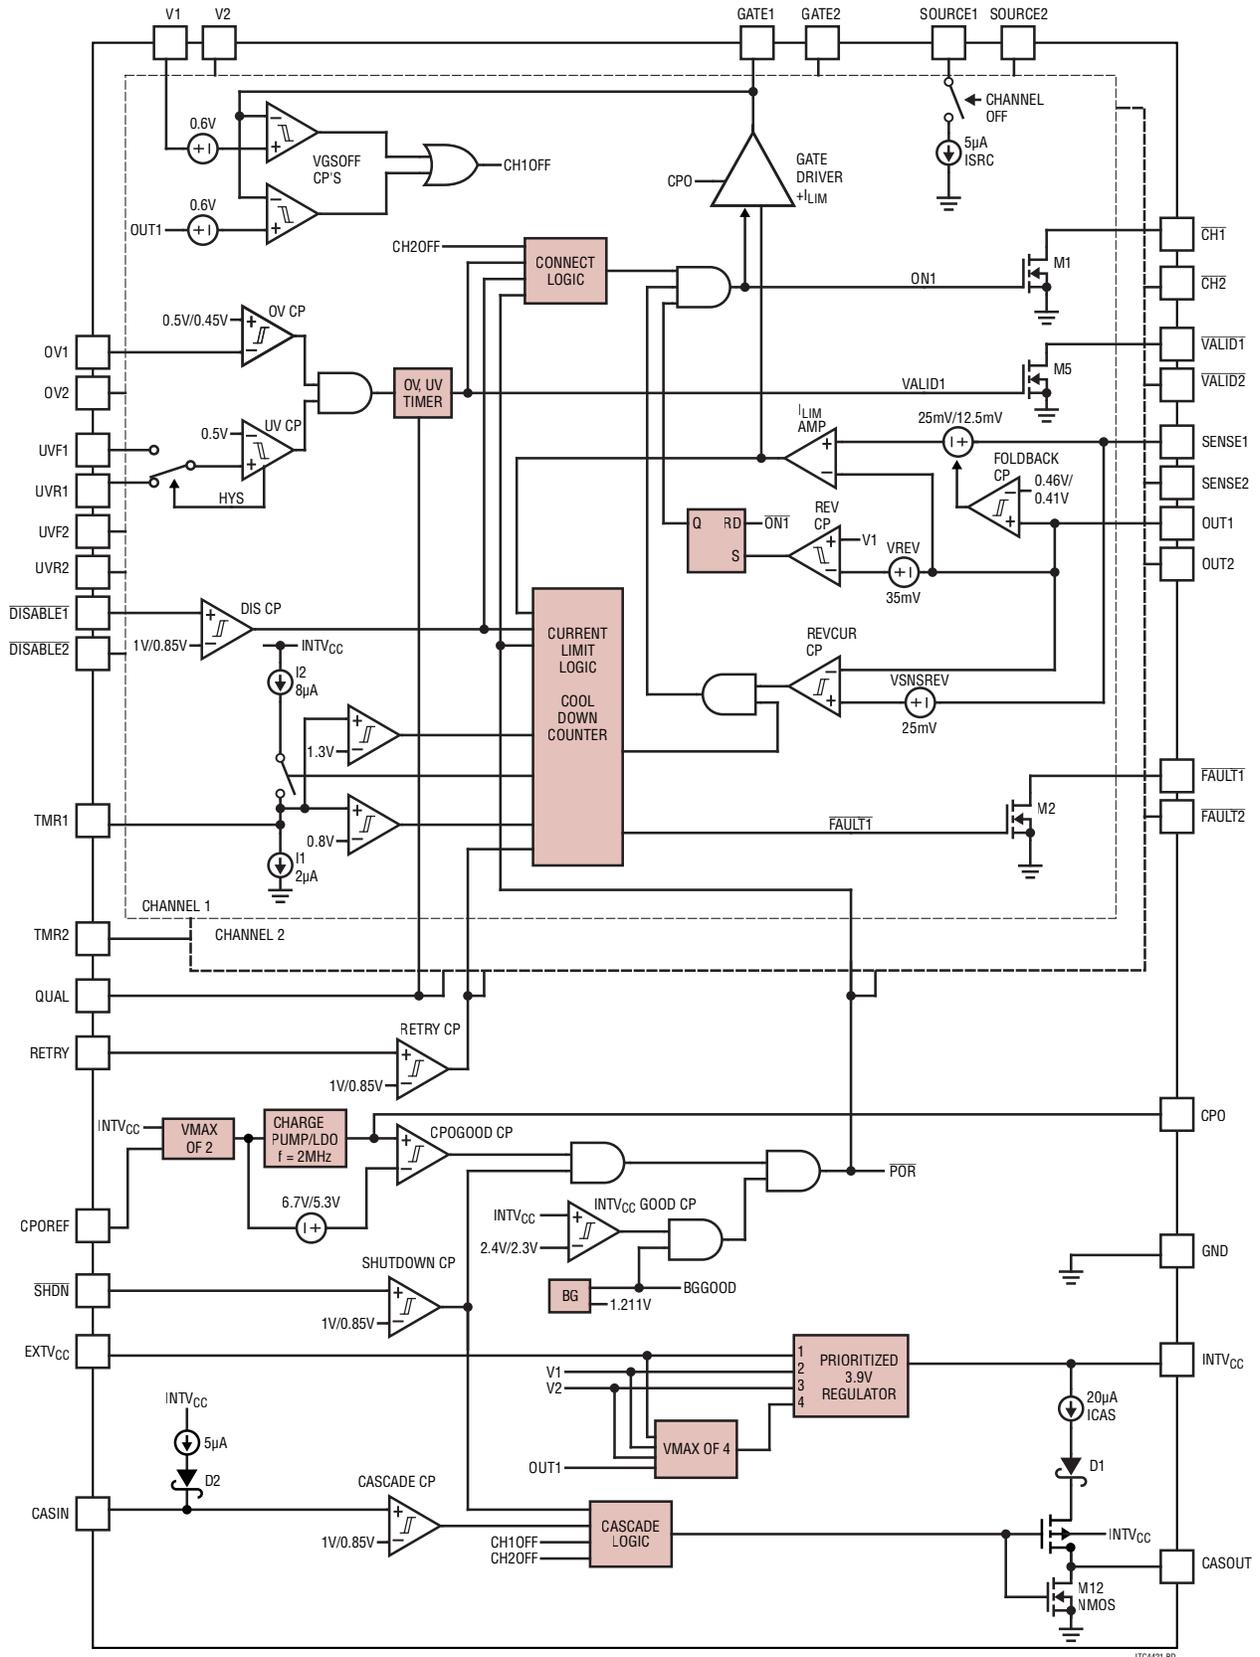 V1 V2 GATE1 GATE2 SOURCE1 SOURCE2
CHANNEL
OFF
0.6V
VGSOFF
CP'S
CH1OFF
GATE
DRIVER
+ILIM
CPO
5µA
ISRC
0.6V
OUT1
CH2OFF
CONNECT
LOGIC
ON1
M1
CH1
CH2
0.5V/0.45V
OV CP
OV1
OV2
OV, UV
TIMER
VALID1
M5
VALID1
VALID2
0.5V
UV CP
UVF1
UVR1
HYS
ILIM
AMP
25mV/12.5mV
SENSE1
FOLDBACK
CP
0.46V/
0.41V
SENSE2
UVF2
UVR2
Q RD
S
ON1
REV
CP
V1
VREV
35mV
OUT1
OUT2
DISABLE1
DIS CP
1V/0.85V
DISABLE2
INTVCC
I2
8µA
CURRENT
LIMIT
LOGIC
COOL
DOWN
COUNTER
REVCUR
CP
VSNSREV
25mV
1.3V
TMR1
0.8V
I1
2µA
FAULT1
M2
FAULT1
FAULT2
CHANNEL 1
TMR2
CHANNEL 2
QUAL
RETRY
RETRY CP
1V/0.85V
INTVCC
VMAX
OF 2
CHARGE
PUMP/LDO
f = 2MHz
CPOGOOD CP
CPO
POR
CPOREF
6.7V/5.3V
INTVCC
INTVCC GOOD CP
2.4V/2.3V
GND
SHDN
SHUTDOWN CP
1V/0.85V
BG
BGGOOD
1.211V
EXTVCC
V1
V2
1
2
3
4
PRIORITIZED
3.9V
REGULATOR
INTVCC
VMAX OF 4
OUT1
20µA
ICAS
D1
INTVCC
5µA
D2
CASIN
CASCADE CP
1V/0.85V
CH1OFF
CH2OFF
CASCADE
LOGIC
INTVCC
CASOUT
M12
NMOS
LTC4421 BD